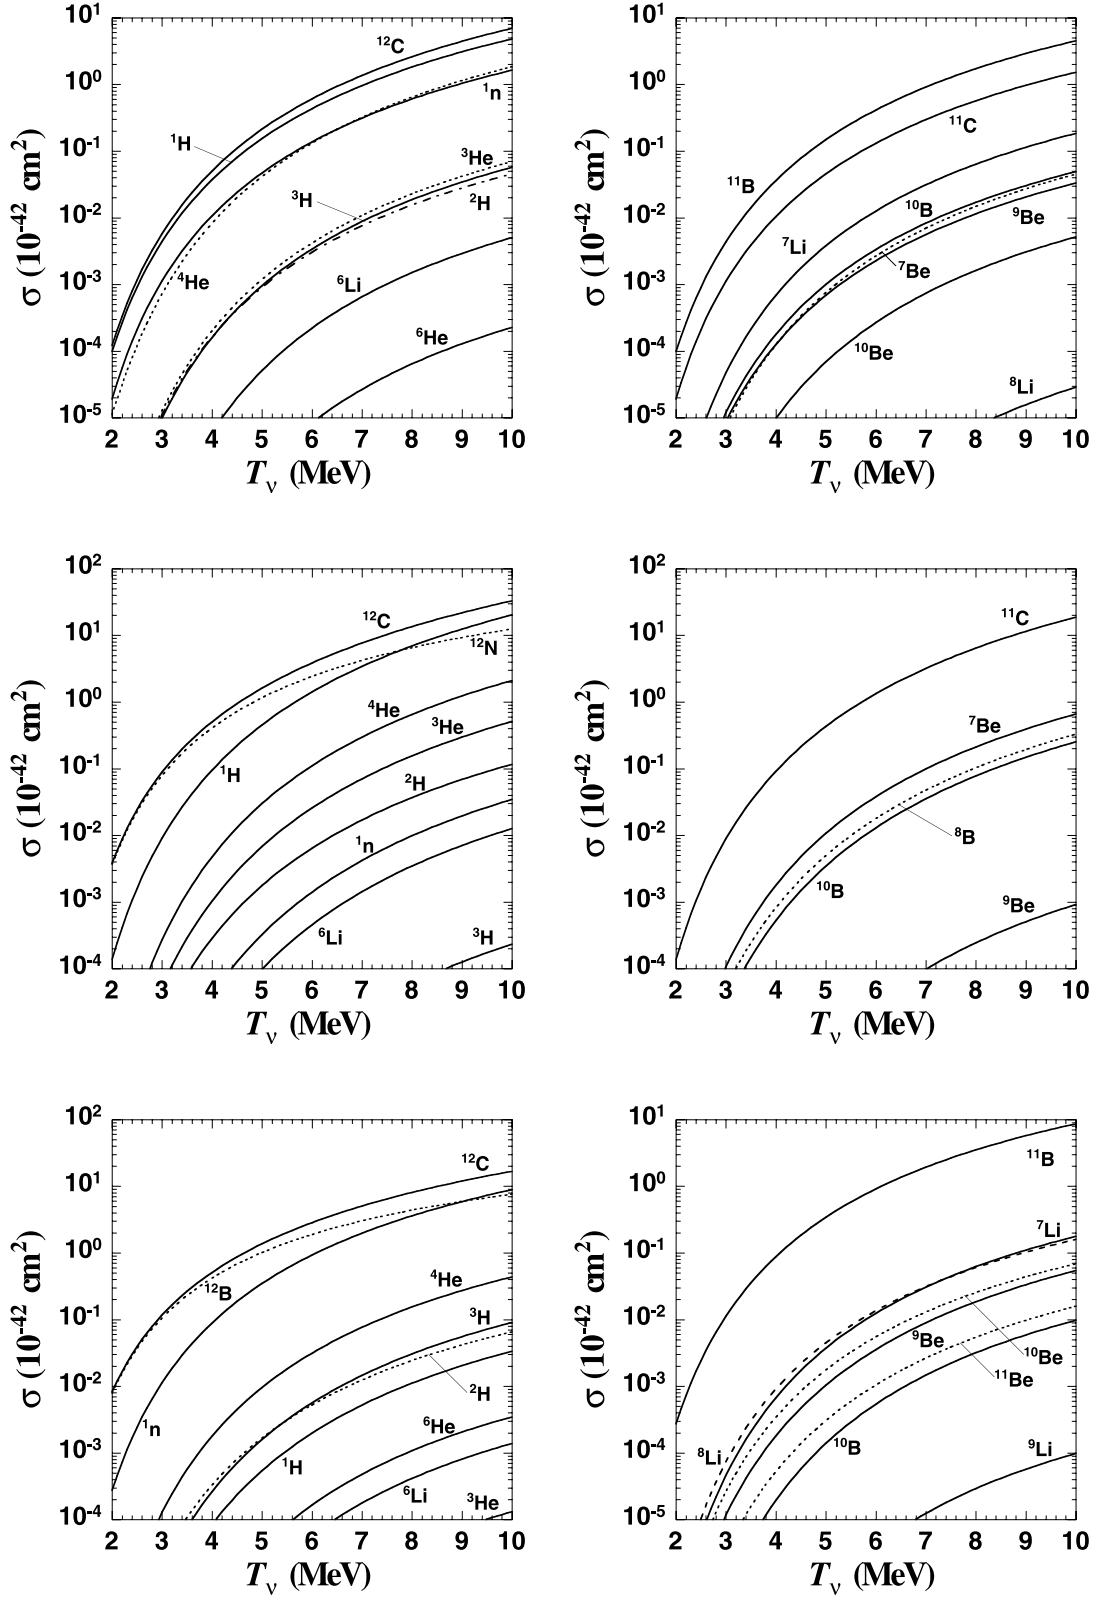 10¹
10⁰
10⁻¹
10⁻²
10⁻³
10⁻⁴
10⁻⁵
σ (10⁻⁴² cm²)
¹²C
¹n
¹H
³He
³H
²H
⁴He
⁶Li
⁶He
2 3 4 5 6 7 8 9 10
T_ν (MeV)
10¹
10⁰
10⁻¹
10⁻²
10⁻³
10⁻⁴
10⁻⁵
σ (10⁻⁴² cm²)
¹¹C
¹¹B
¹⁰B
⁹Be
⁷Li
⁷Be
¹⁰Be
⁸Li
2 3 4 5 6 7 8 9 10
T_ν (MeV)
10²
10¹
10⁰
10⁻¹
10⁻²
10⁻³
10⁻⁴
σ (10⁻⁴² cm²)
¹²C
¹²N
⁴He
³He
¹H
²H
¹n
⁶Li
³H
2 3 4 5 6 7 8 9 10
T_ν (MeV)
10²
10¹
10⁰
10⁻¹
10⁻²
10⁻³
10⁻⁴
σ (10⁻⁴² cm²)
¹¹C
⁷Be
⁸B
¹⁰B
⁹Be
2 3 4 5 6 7 8 9 10
T_ν (MeV)
10²
10¹
10⁰
10⁻¹
10⁻²
10⁻³
10⁻⁴
σ (10⁻⁴² cm²)
¹²C
¹²B
⁴He
³H
²H
¹n
⁶He
¹H
⁶Li
³He
2 3 4 5 6 7 8 9 10
T_ν (MeV)
10¹
10⁰
10⁻¹
10⁻²
10⁻³
10⁻⁴
10⁻⁵
σ (10⁻⁴² cm²)
¹¹B
⁷Li
⁹Be
¹⁰Be
¹¹Be
⁸Li
¹⁰B
⁹Li
2 3 4 5 6 7 8 9 10
T_ν (MeV)